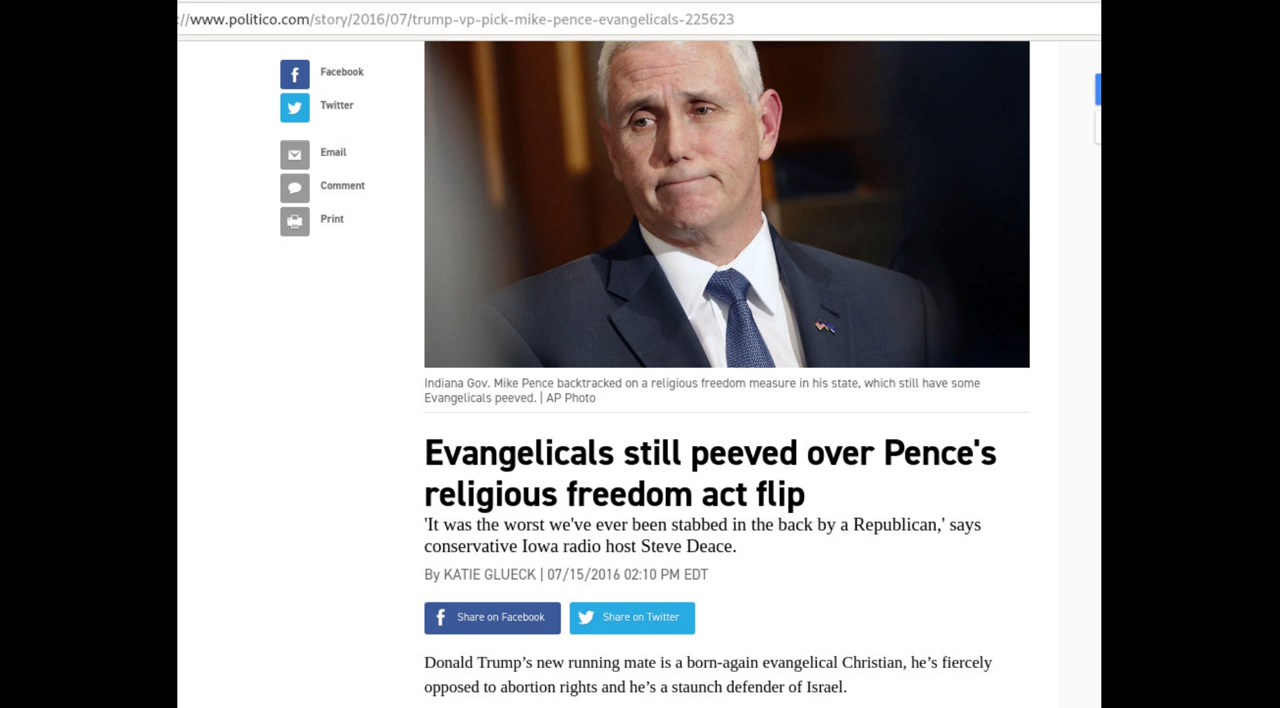 ://www.politico.com/story/2016/07/trump-vp-pick-mike-pence-evangelicals-225623
Facebook
Twitter
Email
Comment
Print
Indiana Gov. Mike Pence backtracked on a religious freedom measure in his state, which still have some
Evangelicals peeved. | AP Photo
Evangelicals still peeved over Pence's
religious freedom act flip
'It was the worst we've ever been stabbed in the back by a Republican,' says
conservative Iowa radio host Steve Deace.
By KATIE GLUECK | 07/15/2016 02:10 PM EDT
Share on Facebook
Share on Twitter
Donald Trump’s new running mate is a born-again evangelical Christian, he’s fiercely
opposed to abortion rights and he’s a staunch defender of Israel.